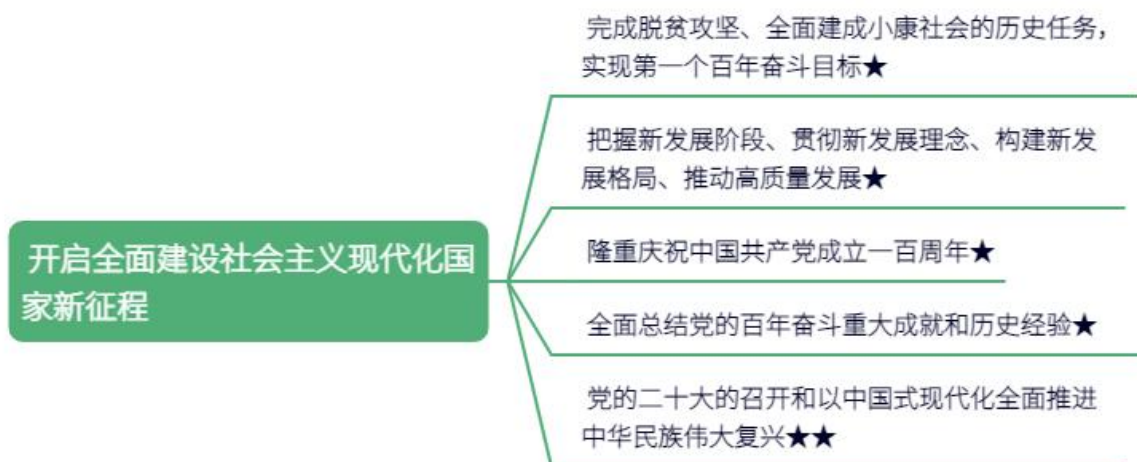 完成脱贫攻坚、全面建成小康社会的历史任务，
实现第一个百年奋斗目标★
把握新发展阶段、贯彻新发展理念、构建新发
展格局、推动高质量发展★
开启全面建设社会主义现代化国
家新征程
隆重庆祝中国共产党成立一百周年★
全面总结党的百年奋斗重大成就和历史经验★
党的二十大的召开和以中国式现代化全面推进
中华民族伟大复兴★★